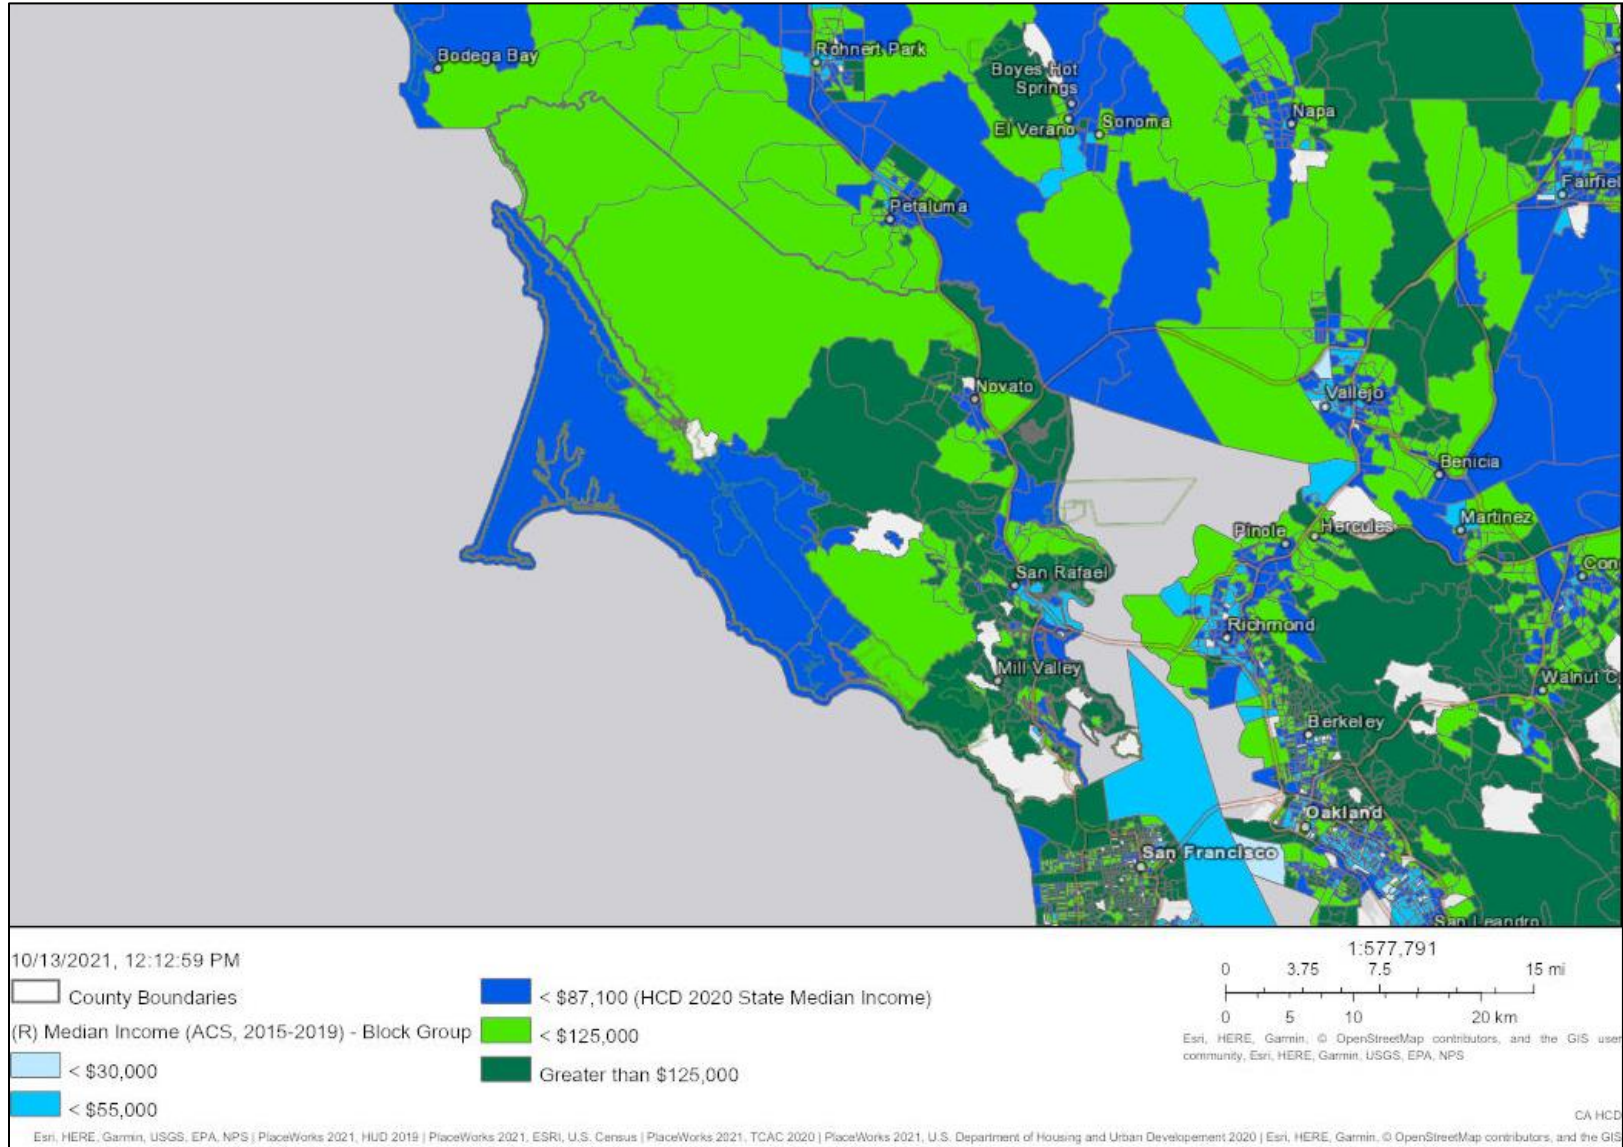 Bodega Bay
Rohnert Park
Boyes Hot
Springs
El Verano
Sonoma
Napa
Fairfiel
Petaluma
Novato
Vallejo
Benicia
Martinez
Pinole
Hercules
Con
San Rafael
Richmond
Mill Valley
Walnut C
Berkeley
Oakland
San Francisco
San Leandro
10/13/2021, 12:12:59 PM
County Boundaries
(R) Median Income (ACS, 2015-2019) - Block Group
< $30,000
< $55,000
< $87,100 (HCD 2020 State Median Income)
< $125,000
Greater than $125,000
1:577,791
0 3.75 7.5 15 mi
0 5 10 20 km
Esri, HERE, Garmin, © OpenStreetMap contributors, and the GIS user
community, Esri, HERE, Garmin, USGS, EPA, NPS
CA HCD
Esri, HERE, Garmin, USGS, EPA, NPS | PlaceWorks 2021, HUD 2019 | PlaceWorks 2021, ESRI, U.S. Census | PlaceWorks 2021, TCAC 2020 | PlaceWorks 2021, U.S. Department of Housing and Urban Developement 2020 | Esri, HERE, Garmin, © OpenStreetMap contributors, and the GIS